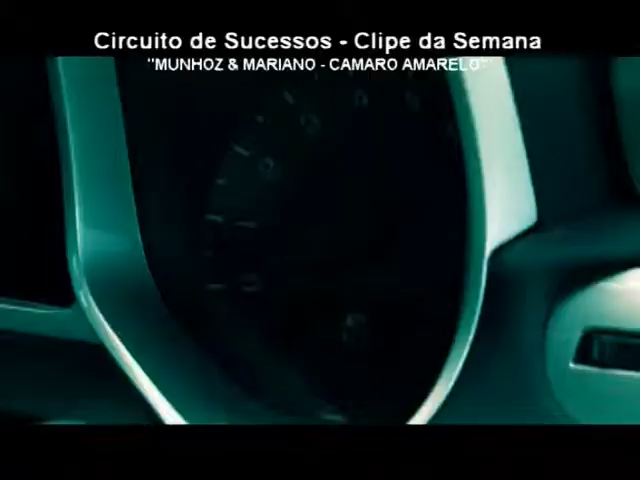 Circuito de Sucessos - Clipe da Semana
"MUNHOZ & MARIANO - CAMARO AMARELO"